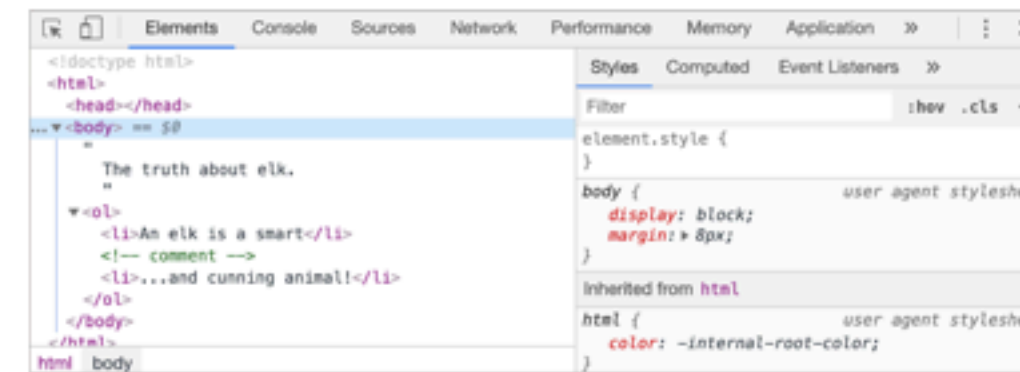 Elements Console Sources Network Performance Memory Application »
<!doctype html>
<html>
<head></head>
... ▼<body> == $0
"
The truth about elk.
"
▼<ol>
<li>An elk is a smart</li>
<!-- comment -->
<li>...and cunning animal!</li>
</ol>
</body>
</html>
html body
Styles Computed Event Listeners »
Filter :hov .cls
element.style {
}
body { user agent stylesh
display: block;
margin: ▶ 8px;
}
Inherited from html
html { user agent stylesh
color: -internal-root-color;
}